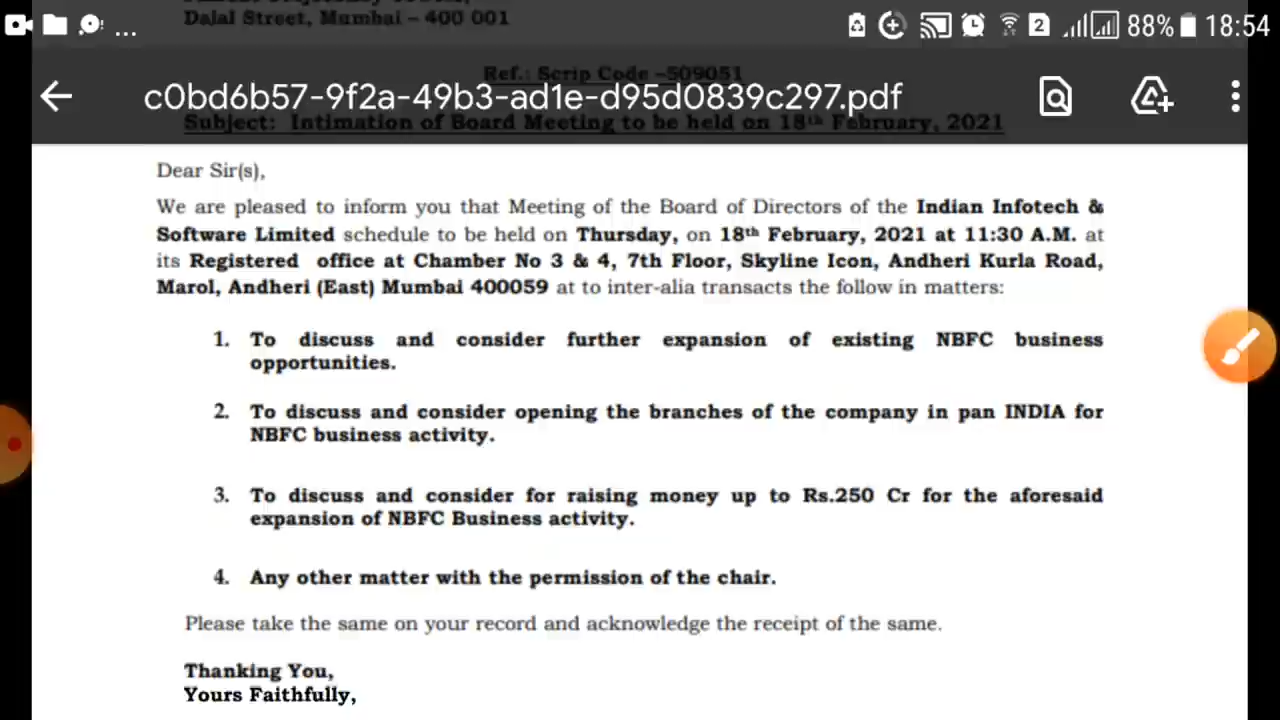 Dalal Street, Mumbai – 400 001
... 2 88% 18:54
Ref.: Scrip Code –509051
c0bd6b57-9f2a-49b3-ad1e-d95d0839c297.pdf
Subject: Intimation of Board Meeting to be held on 18th February, 2021
Dear Sir(s),
We are pleased to inform you that Meeting of the Board of Directors of the Indian Infotech &
Software Limited schedule to be held on Thursday, on 18th February, 2021 at 11:30 A.M. at
its Registered office at Chamber No 3 & 4, 7th Floor, Skyline Icon, Andheri Kurla Road,
Marol, Andheri (East) Mumbai 400059 at to inter-alia transacts the follow in matters:
1. To discuss and consider further expansion of existing NBFC business
opportunities.
2. To discuss and consider opening the branches of the company in pan INDIA for
NBFC business activity.
3. To discuss and consider for raising money up to Rs.250 Cr for the aforesaid
expansion of NBFC Business activity.
4. Any other matter with the permission of the chair.
Please take the same on your record and acknowledge the receipt of the same.
Thanking You,
Yours Faithfully,